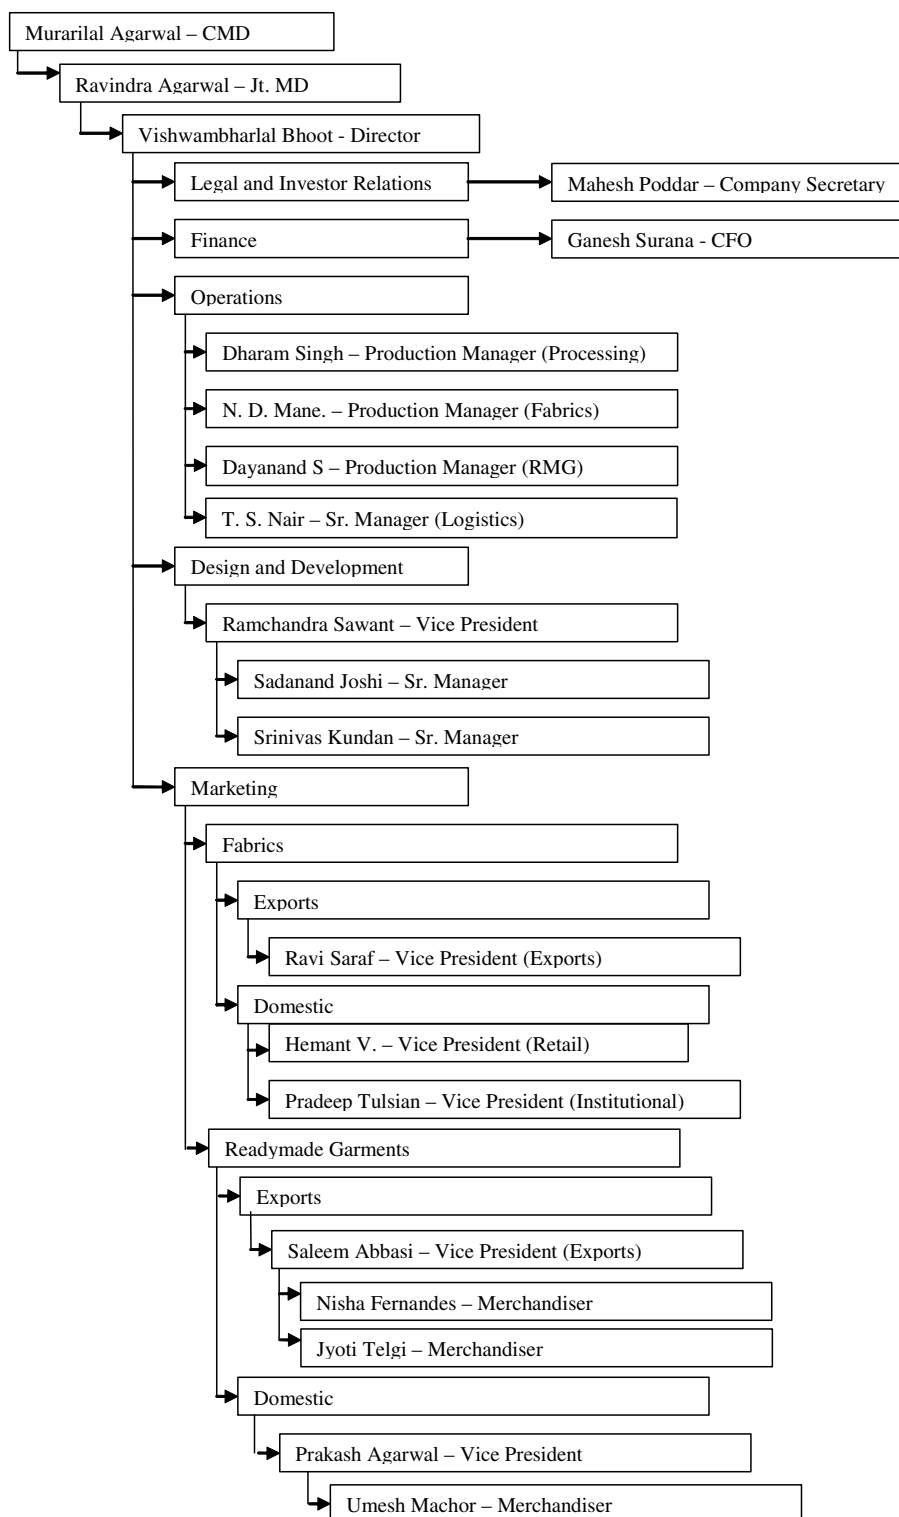 Murarilal Agarwal – CMD
Ravindra Agarwal – Jt. MD
Vishwambharlal Bhoot - Director
Legal and Investor Relations
Mahesh Poddar – Company Secretary
Finance
Ganesh Surana - CFO
Operations
Dharam Singh – Production Manager (Processing)
N. D. Mane. – Production Manager (Fabrics)
Dayanand S – Production Manager (RMG)
T. S. Nair – Sr. Manager (Logistics)
Design and Development
Ramchandra Sawant – Vice President
Sadanand Joshi – Sr. Manager
Srinivas Kundan – Sr. Manager
Marketing
Fabrics
Exports
Ravi Saraf – Vice President (Exports)
Domestic
Hemant V. – Vice President (Retail)
Pradeep Tulsian – Vice President (Institutional)
Readymade Garments
Exports
Saleem Abbasi – Vice President (Exports)
Nisha Fernandes – Merchandiser
Jyoti Telgi – Merchandiser
Domestic
Prakash Agarwal – Vice President
Umesh Machor – Merchandiser